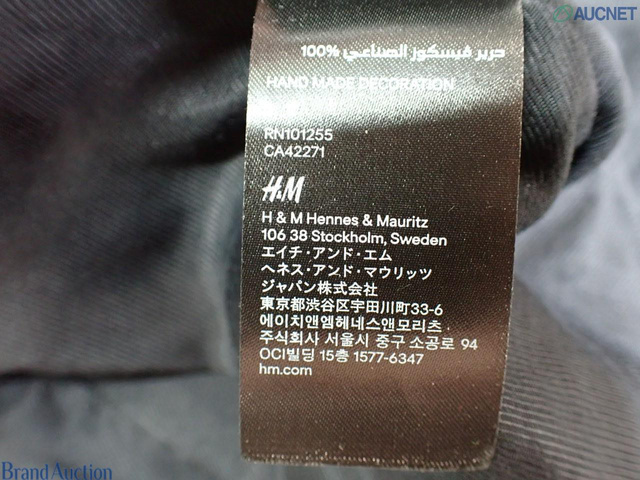 AUCNET
حرير فيسكوز الصناعي %100
HAND MADE DECORATION
RN101255
CA42271
H&M
H & M Hennes & Mauritz
106 38 Stockholm, Sweden
エイチ・アンド・エム
ヘネス・アンド・マウリッツ
ジャパン株式会社
東京都渋谷区宇田川町33-6
에이치앤엠헤네스앤모리츠
주식회사 서울시 중구 소공로 94
OCI빌딩 15층 1577-6347
hm.com
Brand Auction